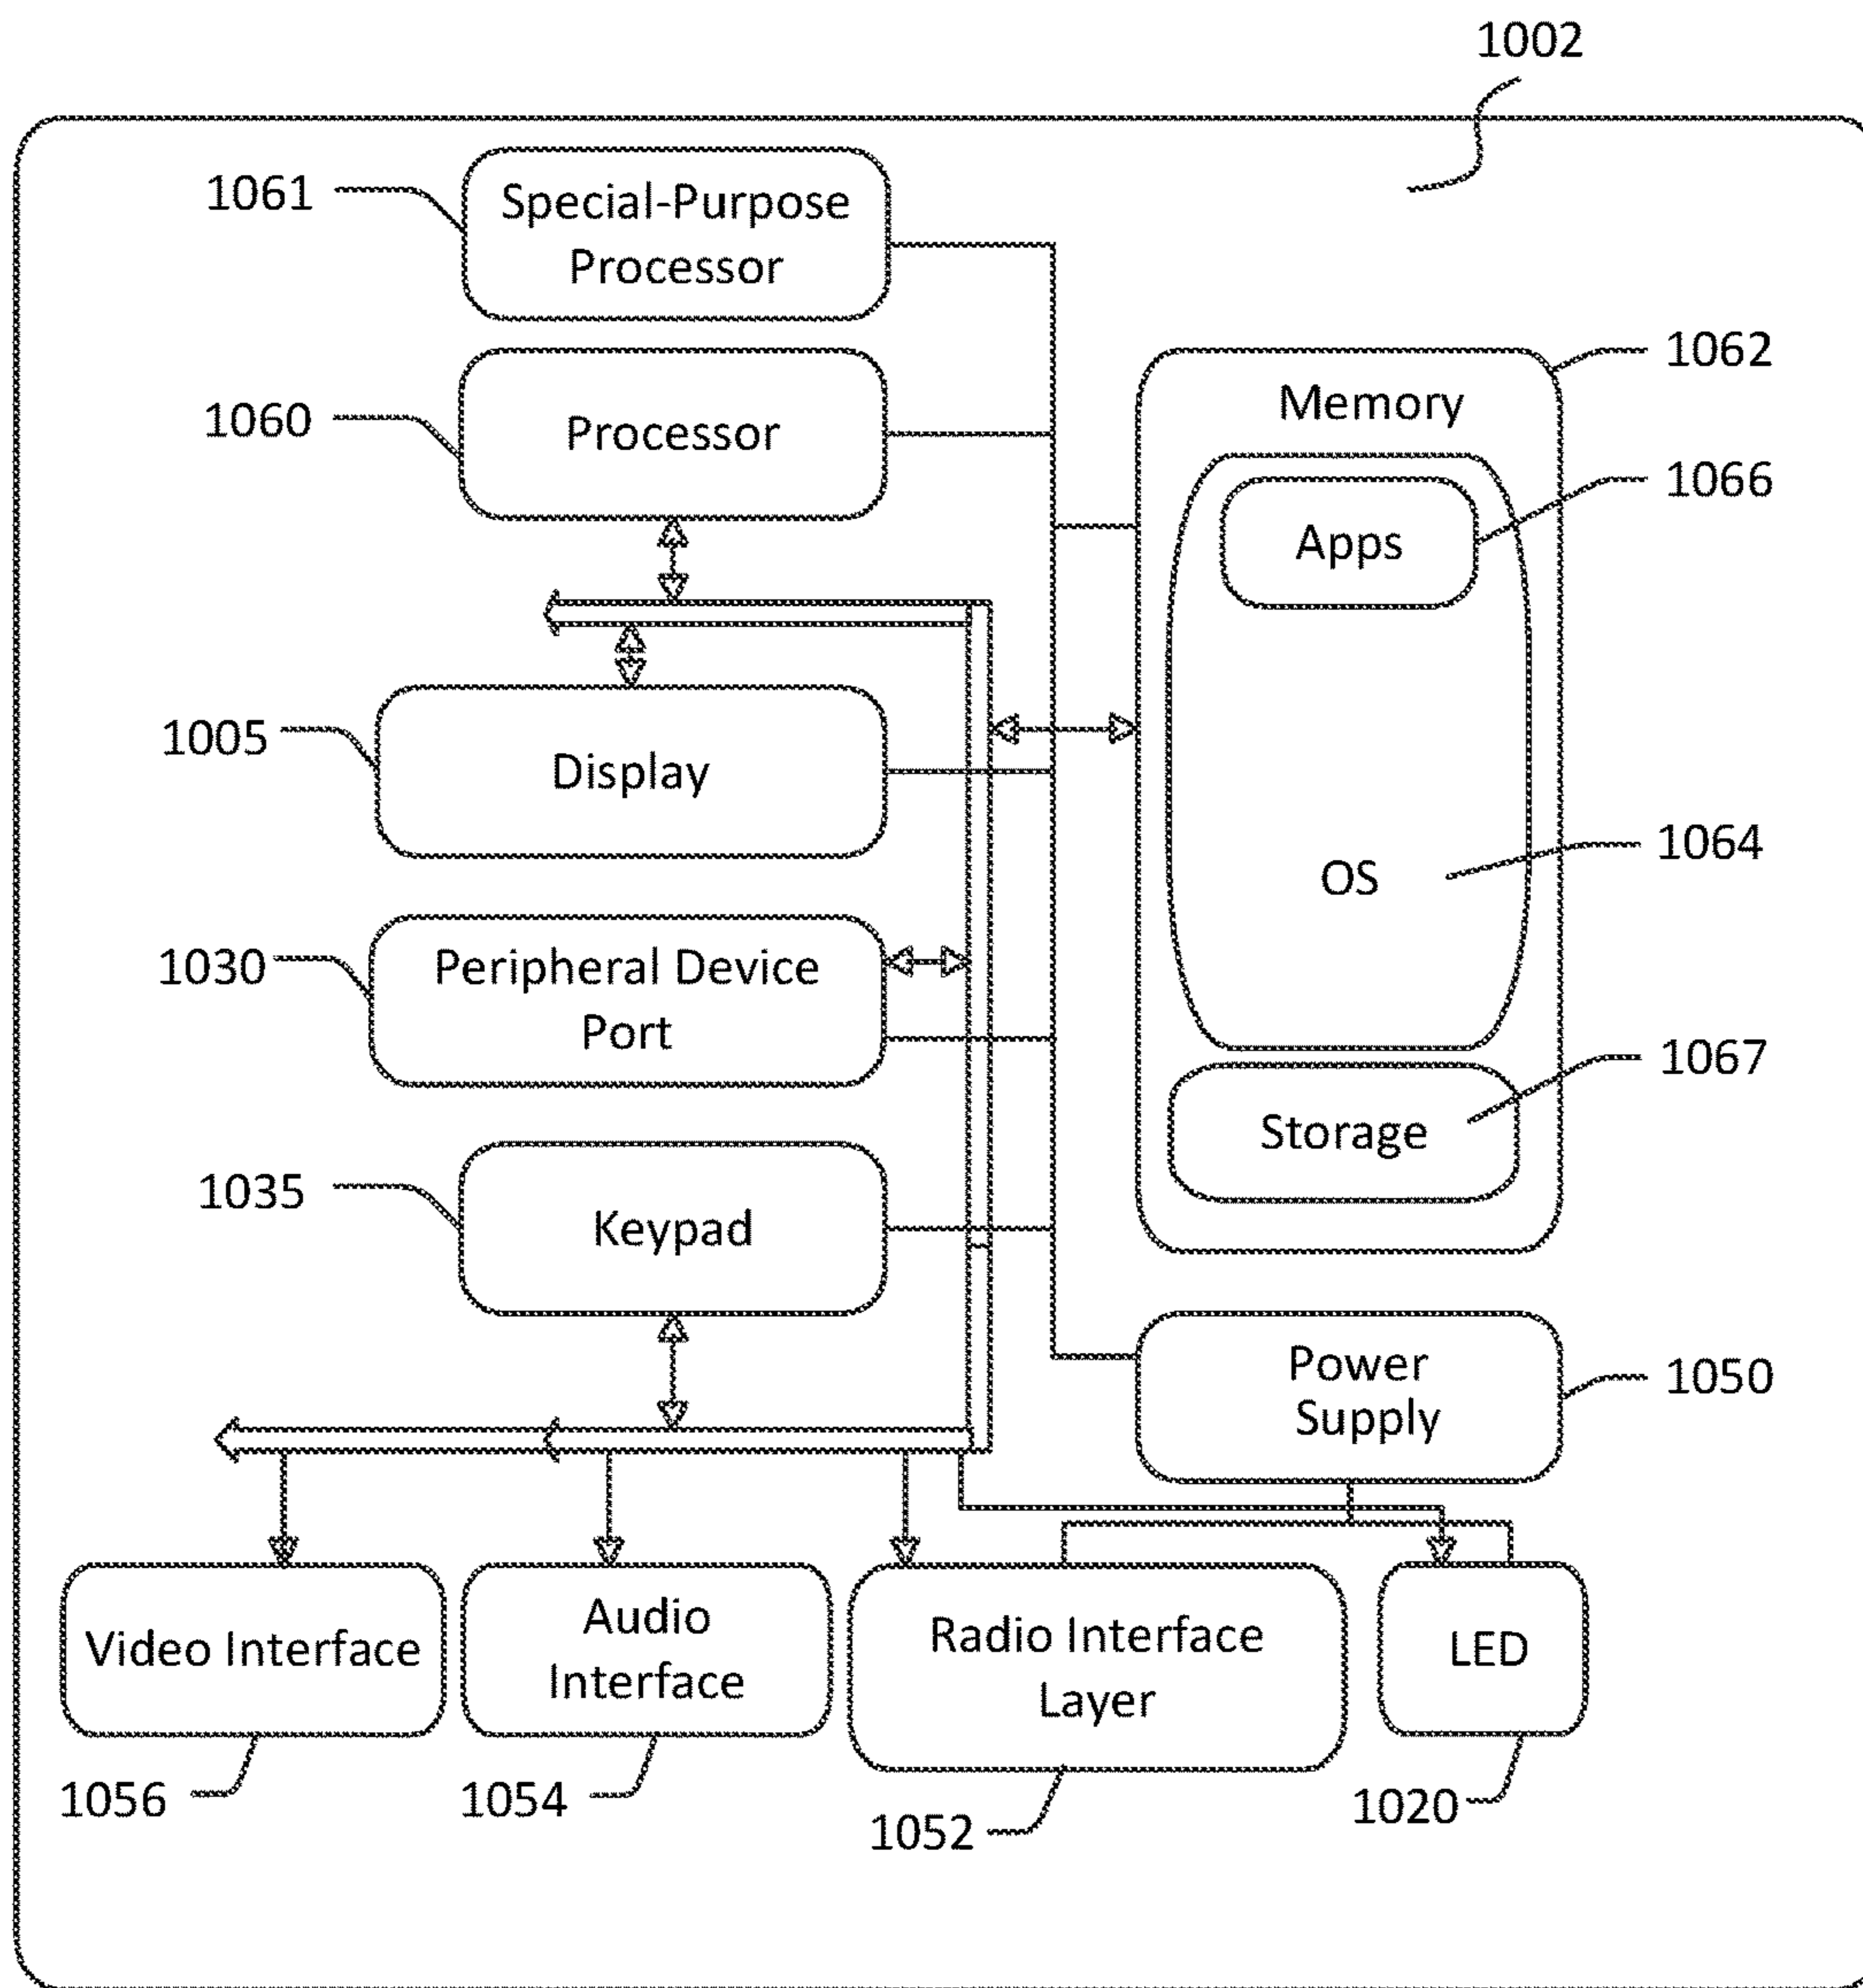 1002
1061
Special-Purpose
Processor
1062
1060
Processor
Memory
1066
Apps
1005
Display
1064
OS
1030
Peripheral Device
Port
1067
Storage
1035
Keypad
Power
Supply
1050
Video Interface
Audio
Interface
Radio Interface
Layer
LED
1056
1054
1052
1020